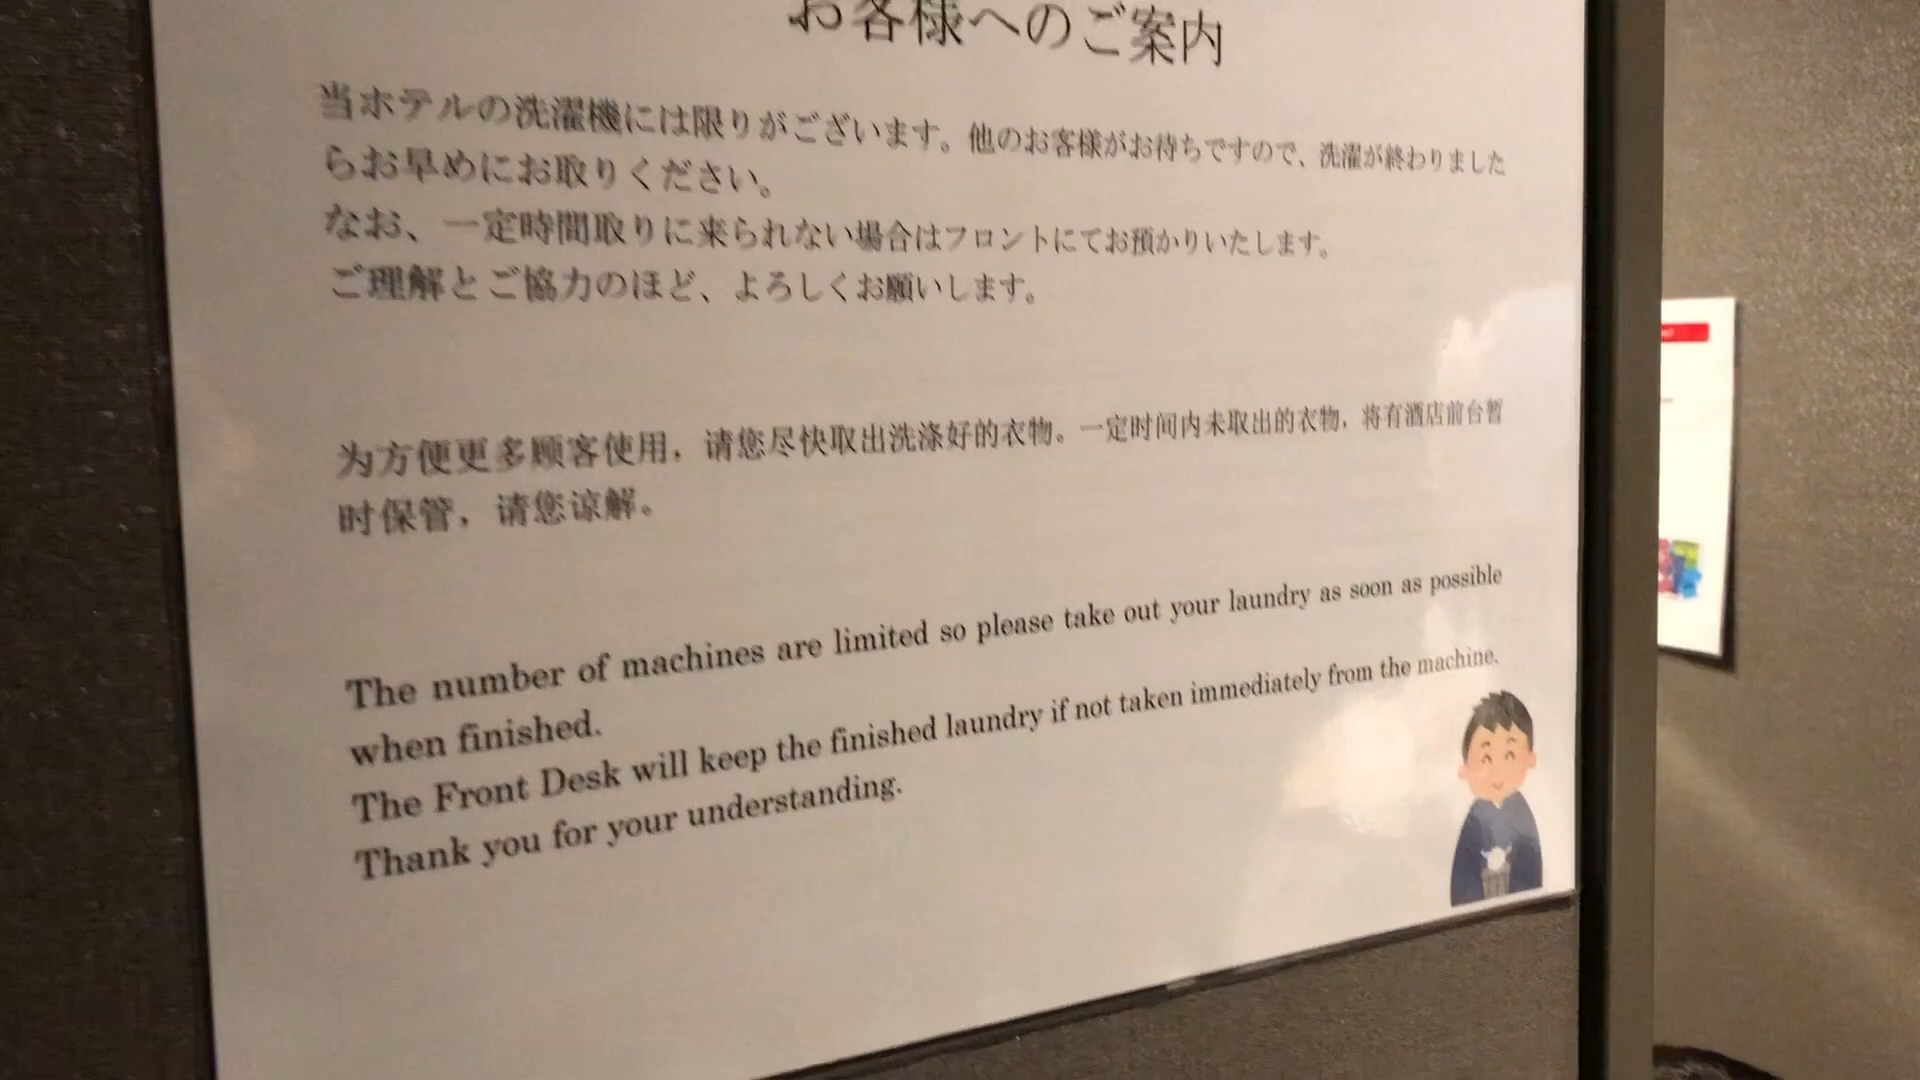 お客様へのご案内
当ホテルの洗濯機には限りがございます。他のお客様がお待ちですので、洗濯が終わりました
らお早めにお取りください。
なお、一定時間取りに来られない場合はフロントにてお預かりいたします。
ご理解とご協力のほど、よろしくお願いします。
为方便更多顾客使用，请您尽快取出洗涤好的衣物。一定时间内未取出的衣物，将有酒店前台暂
时保管，请您谅解。
The number of machines are limited so please take out your laundry as soon as possible
when finished.
The Front Desk will keep the finished laundry if not taken immediately from the machine.
Thank you for your understanding.